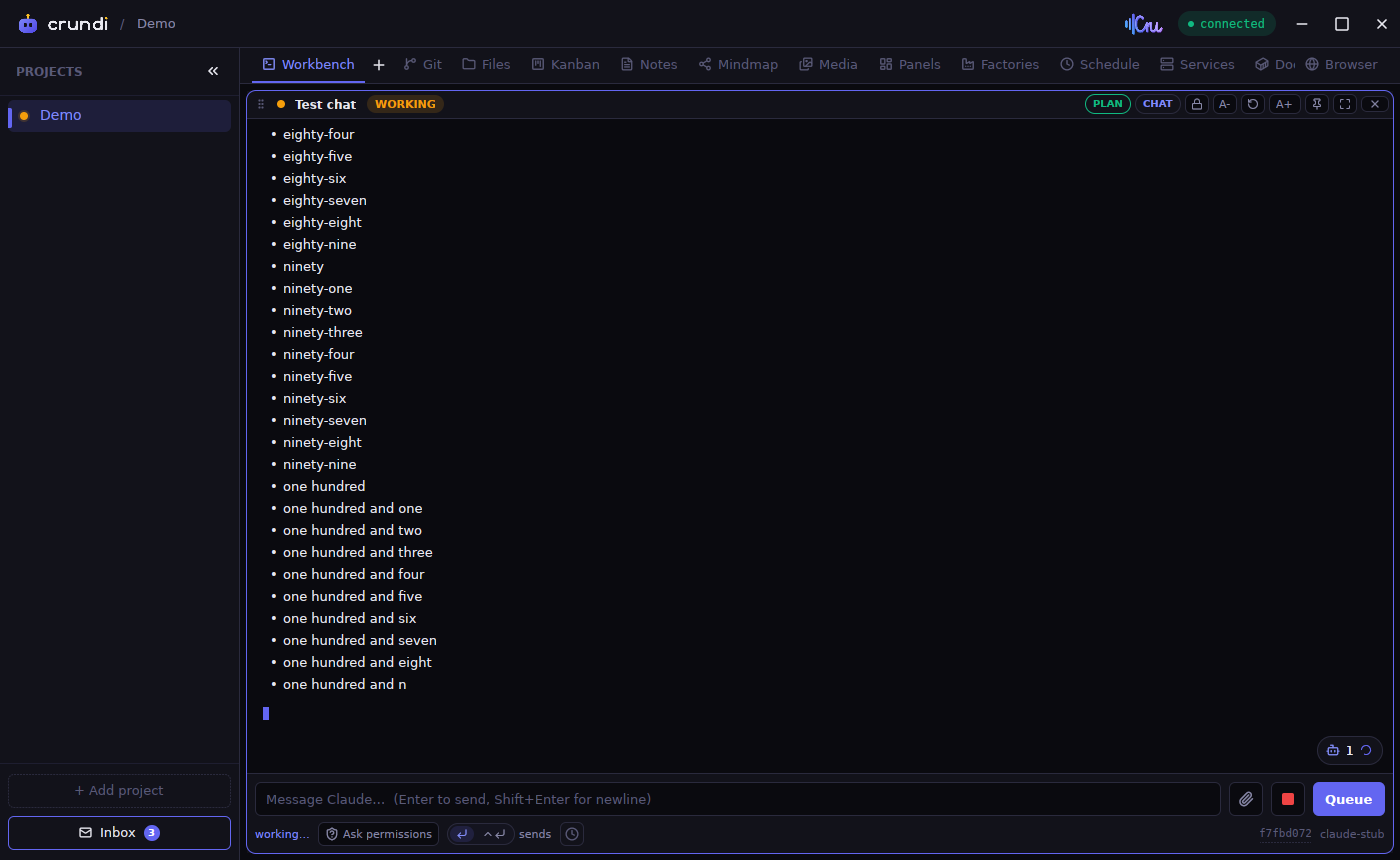 crundi / Demo
Cru
connected
PROJECTS
Workbench
Git
Files
Kanban
Notes
Mindmap
Media
Panels
Factories
Schedule
Services
Browser
Demo
Test chat WORKING
PLAN CHAT A- A+
• eighty-four
• eighty-five
• eighty-six
• eighty-seven
• eighty-eight
• eighty-nine
• ninety
• ninety-one
• ninety-two
• ninety-three
• ninety-four
• ninety-five
• ninety-six
• ninety-seven
• ninety-eight
• ninety-nine
• one hundred
• one hundred and one
• one hundred and two
• one hundred and three
• one hundred and four
• one hundred and five
• one hundred and six
• one hundred and seven
• one hundred and eight
• one hundred and n
1
+ Add project
Inbox 3
Message Claude… (Enter to send, Shift+Enter for newline)
Queue
working…
Ask permissions
sends
f7fbd072 claude-stub